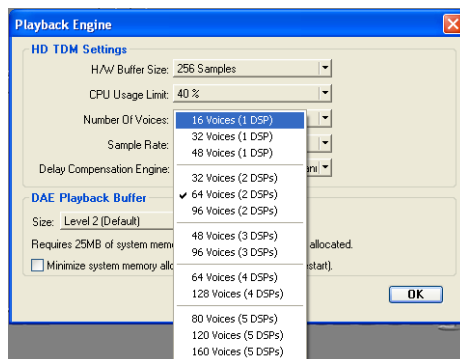 Playback Engine
HD TDM Settings
H/W Buffer Size: 256 Samples
CPU Usage Limit: 40 %
Number Of Voices:
16 Voices (1 DSP)
32 Voices (1 DSP)
Sample Rate:
48 Voices (1 DSP)
Delay Compensation Engine:
32 Voices (2 DSPs)
64 Voices (2 DSPs)
96 Voices (2 DSPs)
DAE Playback Buffer
Size: Level 2 (Default)
48 Voices (3 DSPs)
Requires 25MB of system allocated.
96 Voices (3 DSPs)
Minimize system memory
64 Voices (4 DSPs)
128 Voices (4 DSPs)
OK
80 Voices (5 DSPs)
120 Voices (5 DSPs)
160 Voices (5 DSPs)